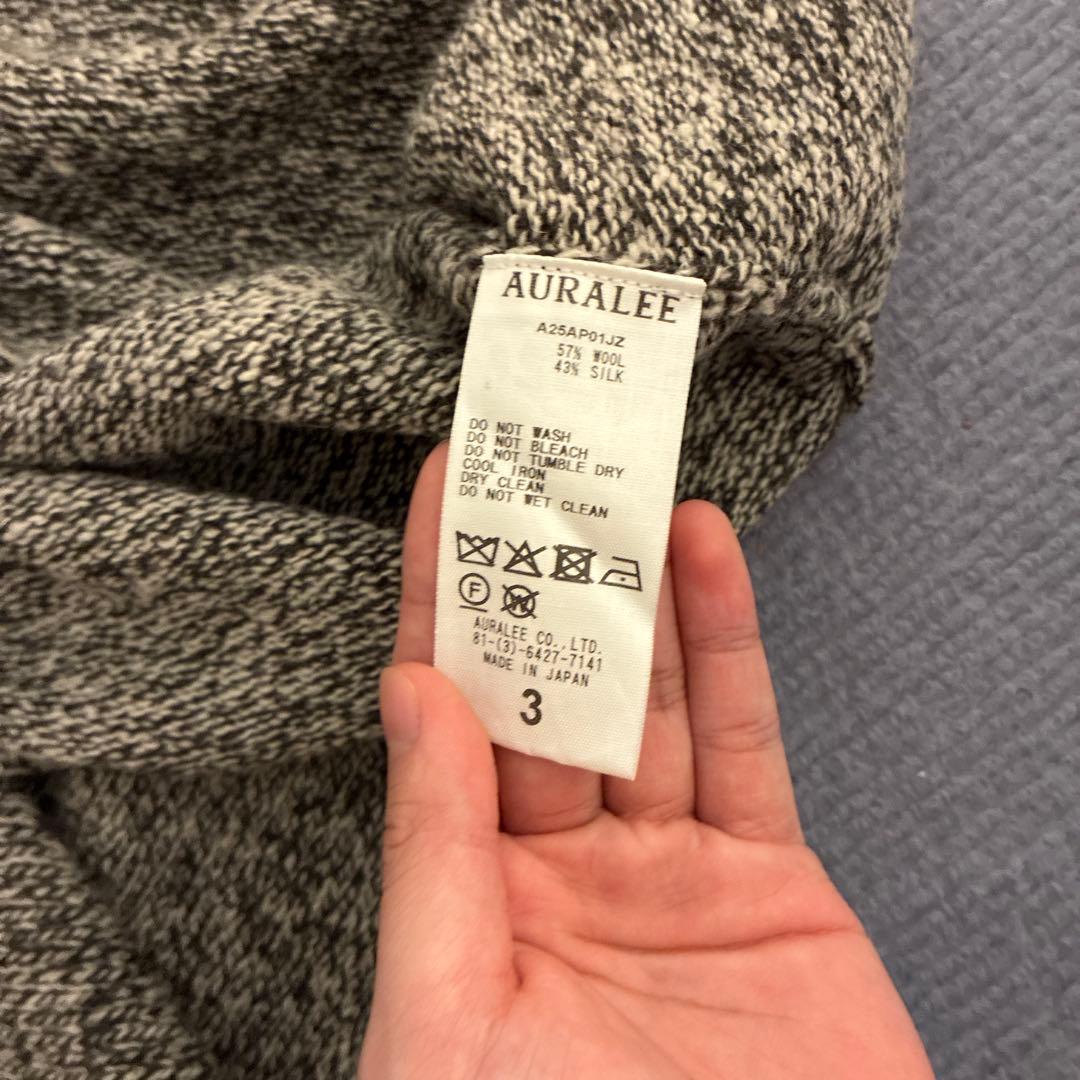 AURALEE
A25AP01JZ
57% WOOL
43% SILK
DO NOT WASH
DO NOT BLEACH
DO NOT TUMBLE DRY
COOL IRON
DRY CLEAN
DO NOT WET CLEAN
F W
AURALEE CO.,LTD.
81-(3)-6427-7141
MADE IN JAPAN
3